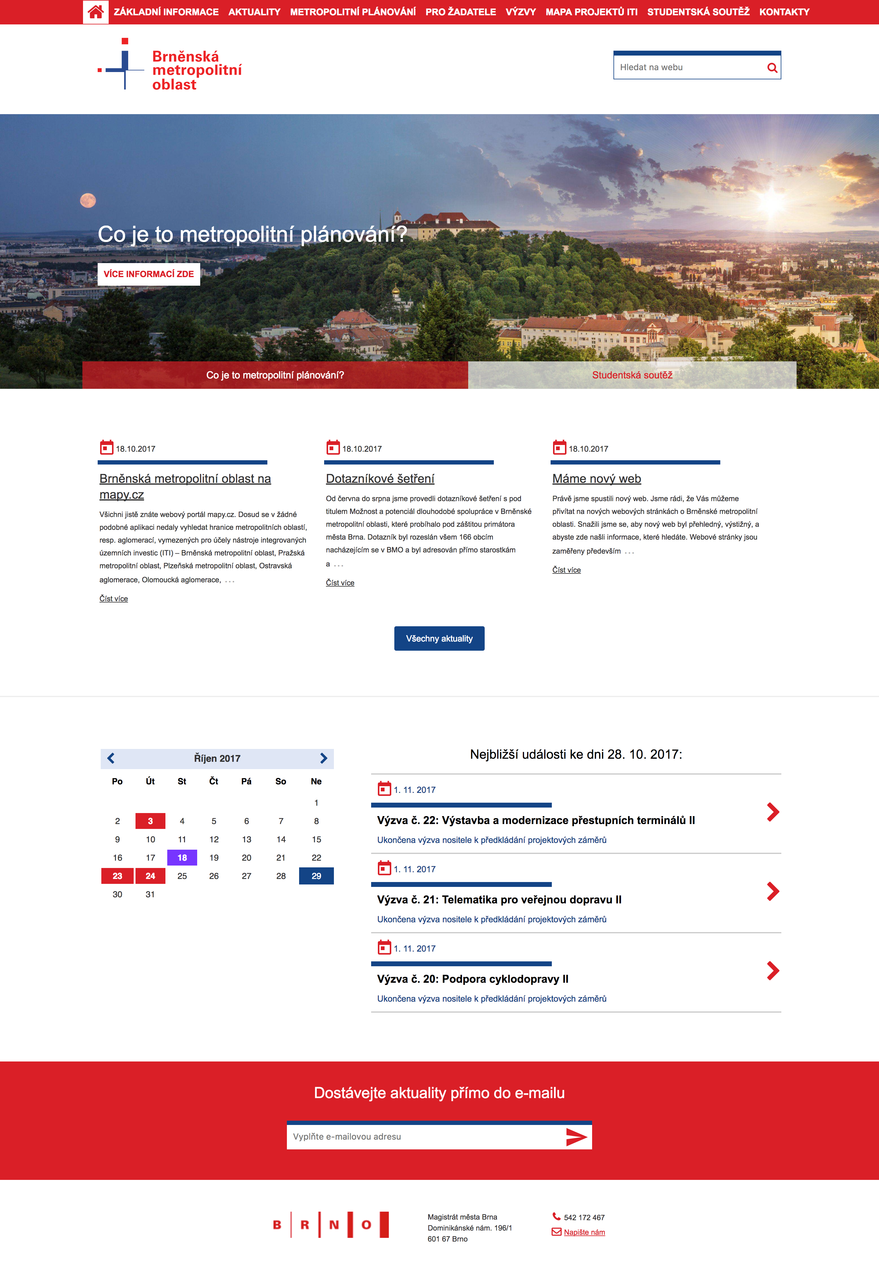 ZÁKLADNÍ INFORMACE AKTUALITY METROPOLITNÍ PLÁNOVÁNÍ PRO ŽADATELE VÝZVY MAPA PROJEKTŮ ITI STUDENTSKÁ SOUTĚŽ KONTAKTY
Brněnská
metropolitní
oblast
Hledat na webu
Co je to metropolitní plánování?
VÍCE INFORMACÍ ZDE
Co je to metropolitní plánování?
Studentská soutěž
18.10.2017
Brněnská metropolitní oblast na
mapy.cz
Všichni jistě znáte webový portál mapy.cz. Dosud se v žádné
podobné aplikaci nedaly vyhledat hranice metropolitních oblastí,
resp. aglomerací, vymezených pro účely nástroje integrovaných
územních investic (ITI) – Brněnská metropolitní oblast, Pražská
metropolitní oblast, Plzeňská metropolitní oblast, Ostravská
aglomerace, Olomoucká aglomerace, ...
Číst více
18.10.2017
Dotazníkové šetření
Od června do srpna jsme provedli dotazníkové šetření s pod
titulem Možnost a potenciál dlouhodobé spolupráce v Brněnské
metropolitní oblasti, které probíhalo pod záštitou primátora
města Brna. Dotazník byl rozeslán všem 166 obcím
nacházejícím se v BMO a byl adresován přímo starostkám
a ...
Číst více
18.10.2017
Máme nový web
Právě jsme spustili nový web. Jsme rádi, že Vás můžeme
přivítat na nových webových stránkách o Brněnské metropolitní
oblasti. Snažili jsme se, aby nový web byl přehledný, výstižný, a
abyste zde našli informace, které hledáte. Webové stránky jsou
zaměřeny především ...
Číst více
Všechny aktuality
Říjen 2017
Po Út St Čt Pá So Ne
1
2 3 4 5 6 7 8
9 10 11 12 13 14 15
16 17 18 19 20 21 22
23 24 25 26 27 28 29
30 31
Nejbližší události ke dni 28. 10. 2017:
1. 11. 2017
Výzva č. 22: Výstavba a modernizace přestupních terminálů II
Ukončena výzva nositele k předkládání projektových záměrů
1. 11. 2017
Výzva č. 21: Telematika pro veřejnou dopravu II
Ukončena výzva nositele k předkládání projektových záměrů
1. 11. 2017
Výzva č. 20: Podpora cyklodopravy II
Ukončena výzva nositele k předkládání projektových záměrů
Dostávejte aktuality přímo do e-mailu
Vyplňte e-mailovou adresu
B R N O
Magistrát města Brna
Dominikánské nám. 196/1
601 67 Brno
542 172 467
Napište nám